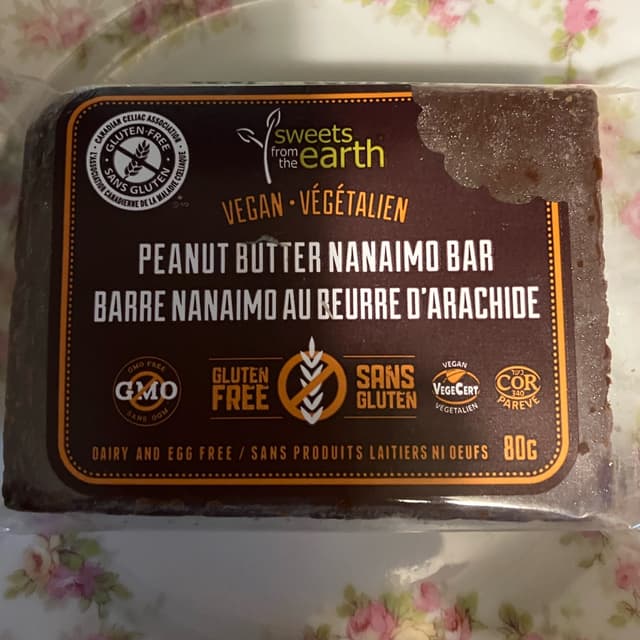 CANADIAN CELIAC ASSOCIATION
GLUTEN-FREE
SANS GLUTEN
L'ASSOCIATION CANADIENNE DE LA MALADIE COELIAQUE
sweets
from the earth
VEGAN · VÉGÉTALIEN
PEANUT BUTTER NANAIMO BAR
BARRE NANAIMO AU BEURRE D'ARACHIDE
GMO FREE
GMO
SANS OGM
GLUTEN FREE
SANS GLUTEN
VEGAN
VEGECERT
VÉGÉTALIEN
COR
PAREVE
DAIRY AND EGG FREE / SANS PRODUITS LAITIERS NI OEUFS 80G